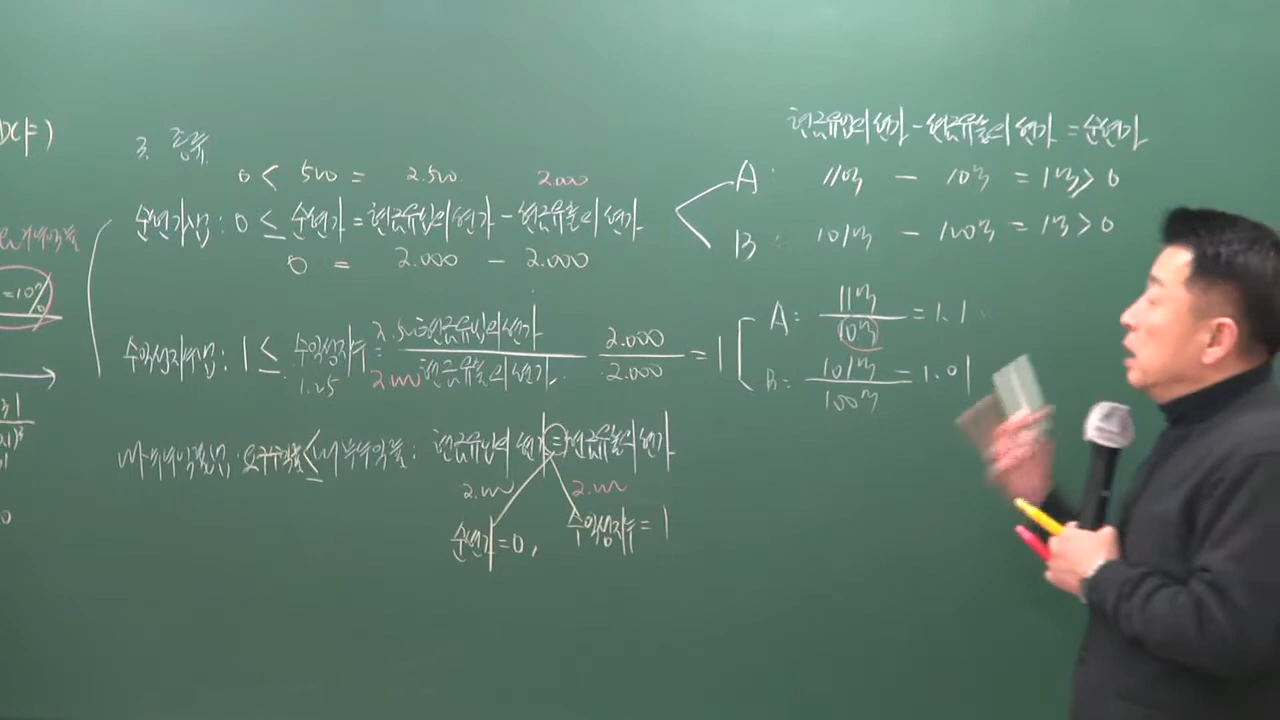 3. 종류
0 < 500 = 2.500 2.000
순현가법: 0 ≤ 순현가 = 현금유입의 현가 - 현금유출의 현가
0 = 2.000 - 2.000
수익성지수법: 1 ≤ 수익성지수 = 2.500 현금유입의 현가 / 2.000 현금유출의 현가 2.000 / 2.000 = 1
1.25
내부수익률법: 요구수익률 ≤ 내부수익률: 현금유입의 현가 = 현금유출의 현가
2.000 2.000
순현가 = 0, 수익성지수 = 1
현금유입의 현가 - 현금유출의 현가 = 순현가
A: 11억 - 10억 = 1억 > 0
B: 101억 - 100억 = 1억 > 0
A: 11억 / 10억 = 1.1
B: 101억 / 100억 = 1.01
= 10%